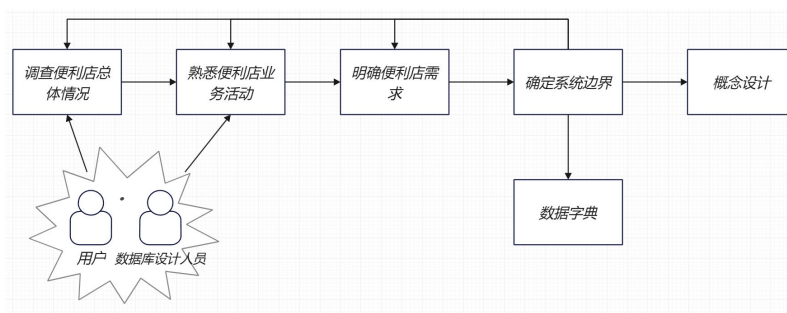 调查便利店总
体情况
熟悉便利店业
务活动
明确便利店需
求
确定系统边界
概念设计
数据字典
用户
数据库设计人员